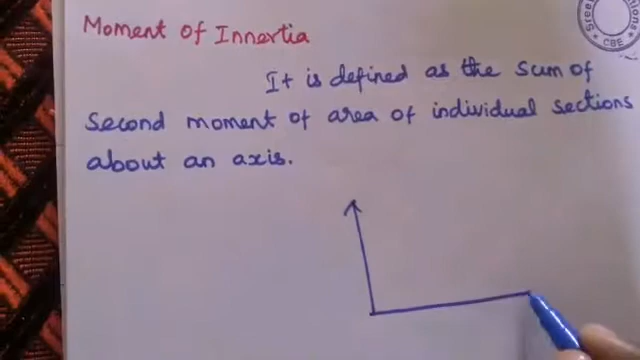 Moment of Innertia
It is defined as the sum of
second moment of area of individual sections
about an axis.
CBE